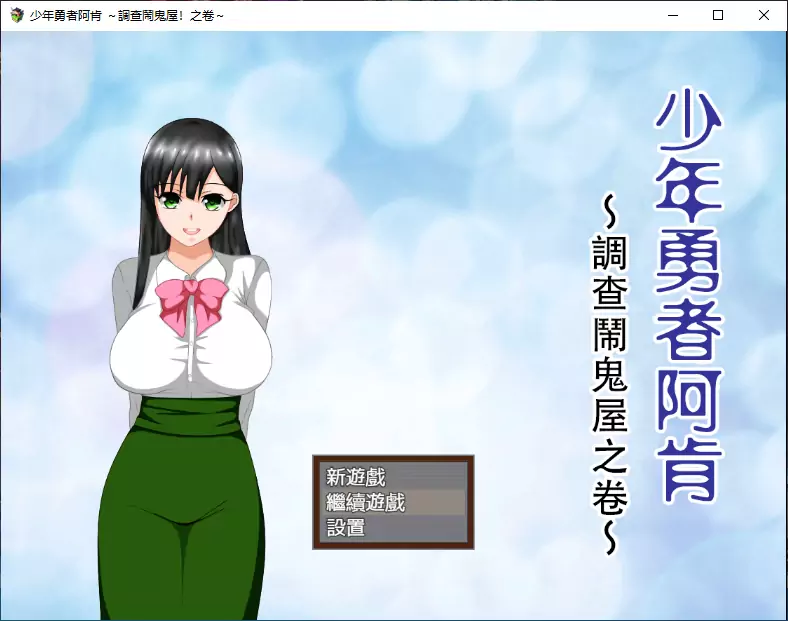 少年勇者阿肯 ～調查鬧鬼屋！之卷～
少年勇者阿肯
～調查鬧鬼屋之卷～
新遊戲
繼續遊戲
設置